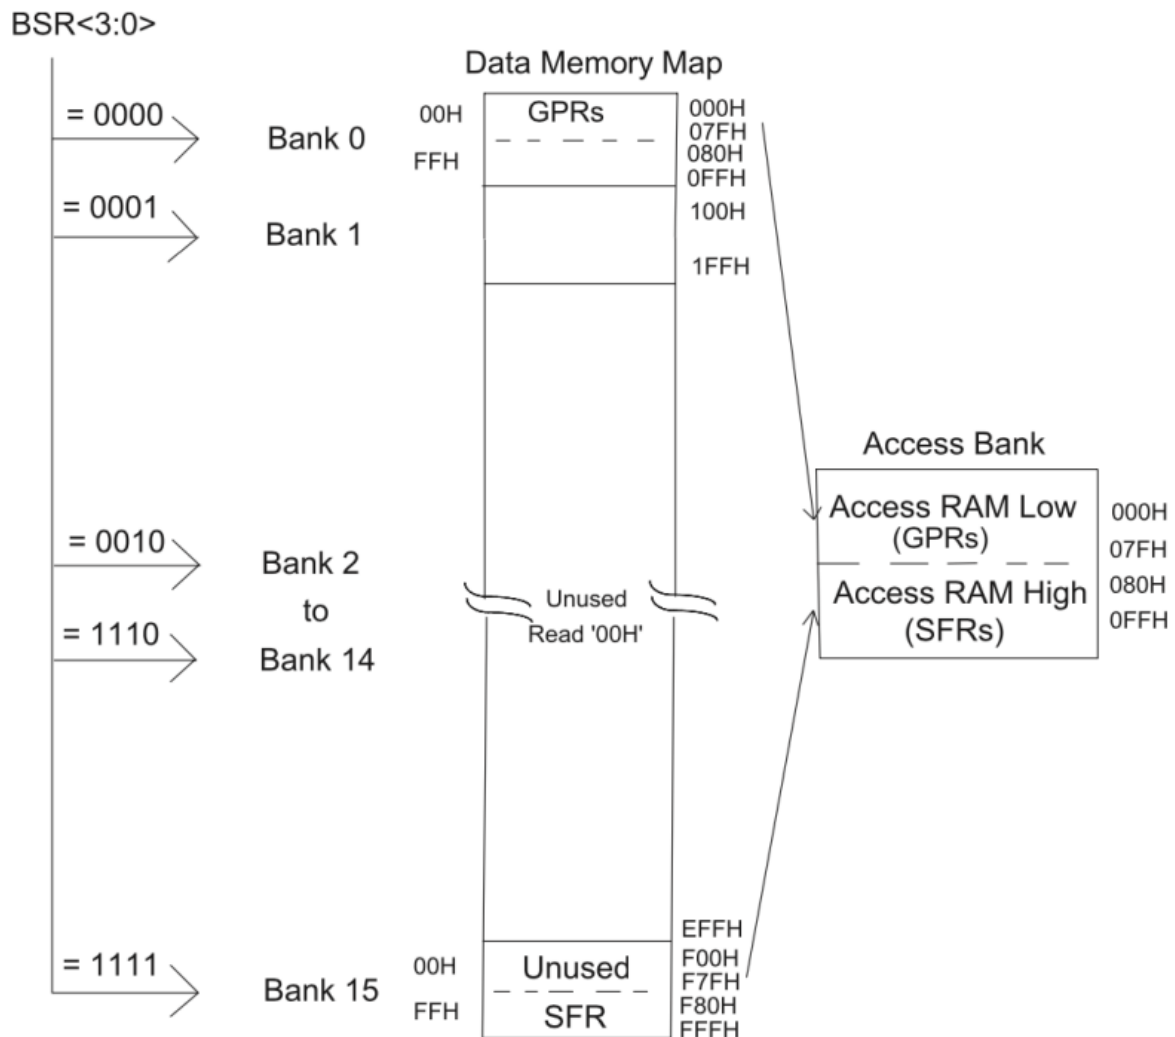 BSR<3:0>
Data Memory Map
= 0000
Bank 0
00H
FFH
GPRs
000H
07FH
080H
0FFH
= 0001
Bank 1
100H
1FFH
Access Bank
Access RAM Low
(GPRs)
Access RAM High
(SFRs)
000H
07FH
080H
0FFH
= 0010
Bank 2
to
= 1110
Bank 14
Unused
Read '00H'
EFFH
= 1111
Bank 15
00H
FFH
Unused
SFR
F00H
F7FH
F80H
FFFH